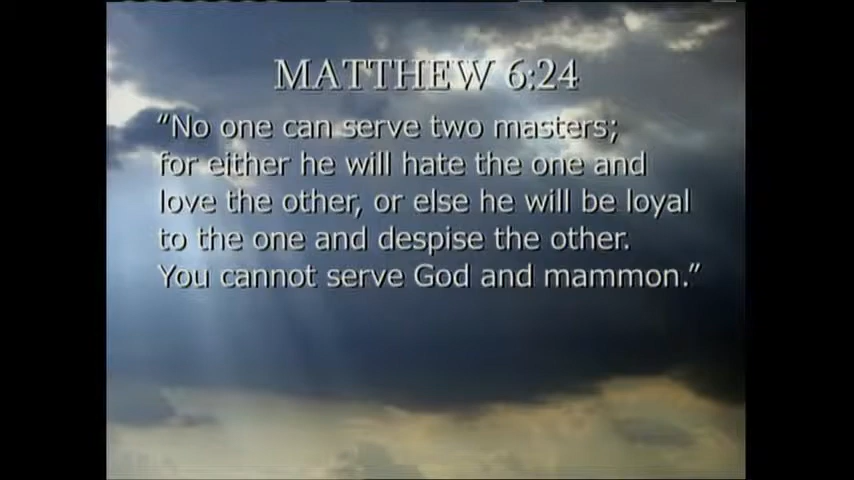 MATTHEW 6:24
“No one can serve two masters;
for either he will hate the one and
love the other, or else he will be loyal
to the one and despise the other.
You cannot serve God and mammon.”